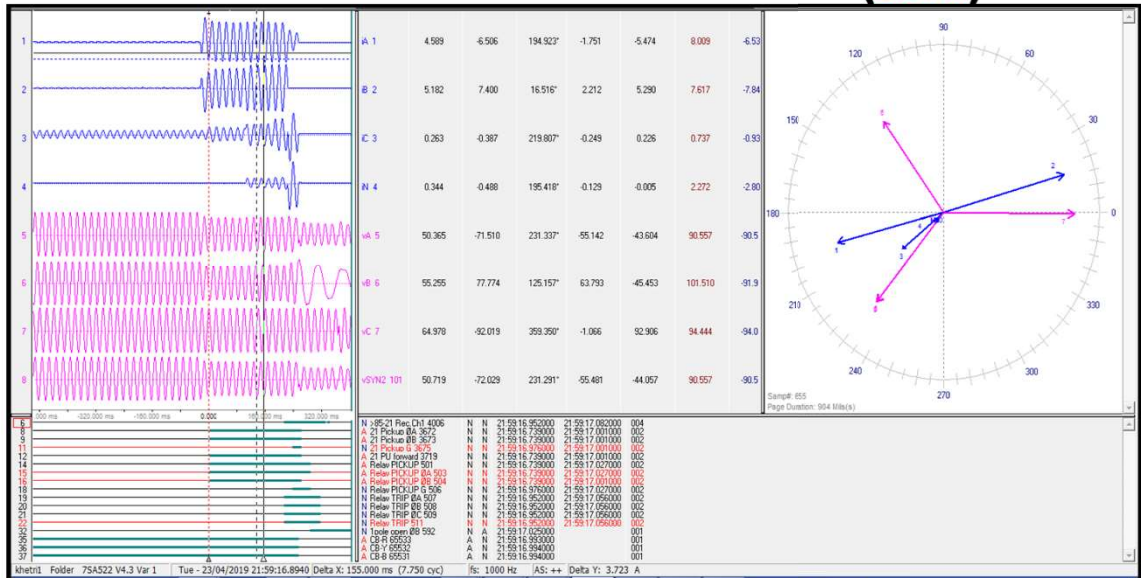 1 iA 1 4.589 -6.506 194.923° -1.751 -5.474 8.009 -6.53
2 iB 2 5.182 7.400 16.516° 2.212 5.290 7.617 -7.84
3 iC 3 0.263 -0.387 219.807° -0.249 0.226 0.737 -0.93
4 iN 4 0.344 -0.488 195.418° -0.129 -0.005 2.272 -2.80
5 vA 5 50.365 -71.510 231.337° -55.142 -43.604 90.557 -90.5
6 vB 6 55.255 77.774 125.157° 63.793 -45.453 101.510 -91.9
7 vC 7 64.978 -92.019 359.350° -1.066 92.906 94.444 -94.0
8 vSYN2 101 50.719 -72.029 231.291° -55.481 -44.057 90.557 -90.5
90
120 60
150 30
180 0
210 330
240 300
270
2
7
1
3
4
Samp#: 655
Page Duration: 984 Mils(s)
-320.000 ms -160.000 ms 0.000 320.000 ms
6 N >85-21 Rec.Ch1 4006 N N 21:59:16.952000 21:59:17.082000 004
8 A 21 Pickup ØA 3672 N N 21:59:16.739000 21:59:17.001000 002
9 A 21 Pickup ØB 3673 N N 21:59:16.739000 21:59:17.001000 002
11 N 21 Pickup G 3675 N N 21:59:16.976000 21:59:17.001000 002
12 A 21 PU forward 3719 N N 21:59:16.739000 21:59:17.001000 002
14 A Relay PICKUP 501 N N 21:59:16.739000 21:59:17.027000 002
15 A Relay PICKUP ØA 503 N N 21:59:16.739000 21:59:17.027000 002
16 A Relay PICKUP ØB 504 N N 21:59:16.739000 21:59:17.001000 002
18 N Relay PICKUP G 506 N N 21:59:16.976000 21:59:17.027000 002
19 N Relay TRIP ØA 507 N N 21:59:16.952000 21:59:17.056000 002
20 N Relay TRIP ØB 508 N N 21:59:16.952000 21:59:17.056000 002
21 N Relay TRIP ØC 509 N N 21:59:16.952000 21:59:17.056000 002
22 N Relay TRIP 511 N N 21:59:16.952000 21:59:17.056000 002
32 N 1pole open ØB 592 N A 21:59:17.025000 001
35 A CB-R 65533 A N 21:59:16.993000 001
36 A CB-Y 65532 A N 21:59:16.994000 001
37 A CB-B 65531 A N 21:59:16.994000 001
khetri1 Folder 7SA522 V4.3 Var 1 Tue - 23/04/2019 21:59:16.8940 Delta X: 155.000 ms (7.750 cyc) fs: 1000 Hz AS: ++ Delta Y: 3.723 A